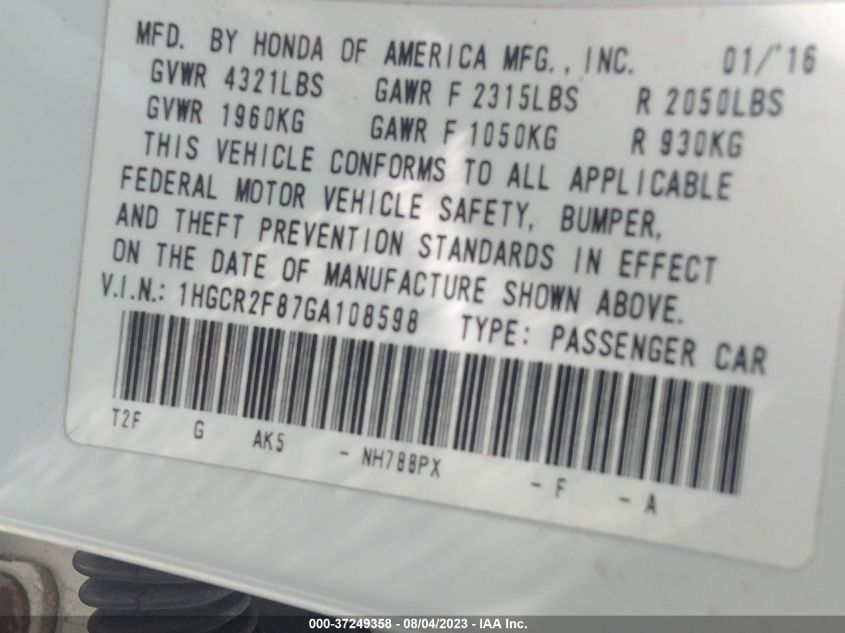 MFD. BY HONDA OF AMERICA MFG., INC. 01/'16
GVWR 4321LBS GAWR F 2315LBS R 2050LBS
GVWR 1960KG GAWR F 1050KG R 930KG
THIS VEHICLE CONFORMS TO ALL APPLICABLE
FEDERAL MOTOR VEHICLE SAFETY, BUMPER,
AND THEFT PREVENTION STANDARDS IN EFFECT
ON THE DATE OF MANUFACTURE SHOWN ABOVE.
V.I.N.: 1HGCR2F87GA108598 TYPE: PASSENGER CAR
T2F G AK5 - NH788PX - F - A
000-37249358 - 08/04/2023 - IAA Inc.